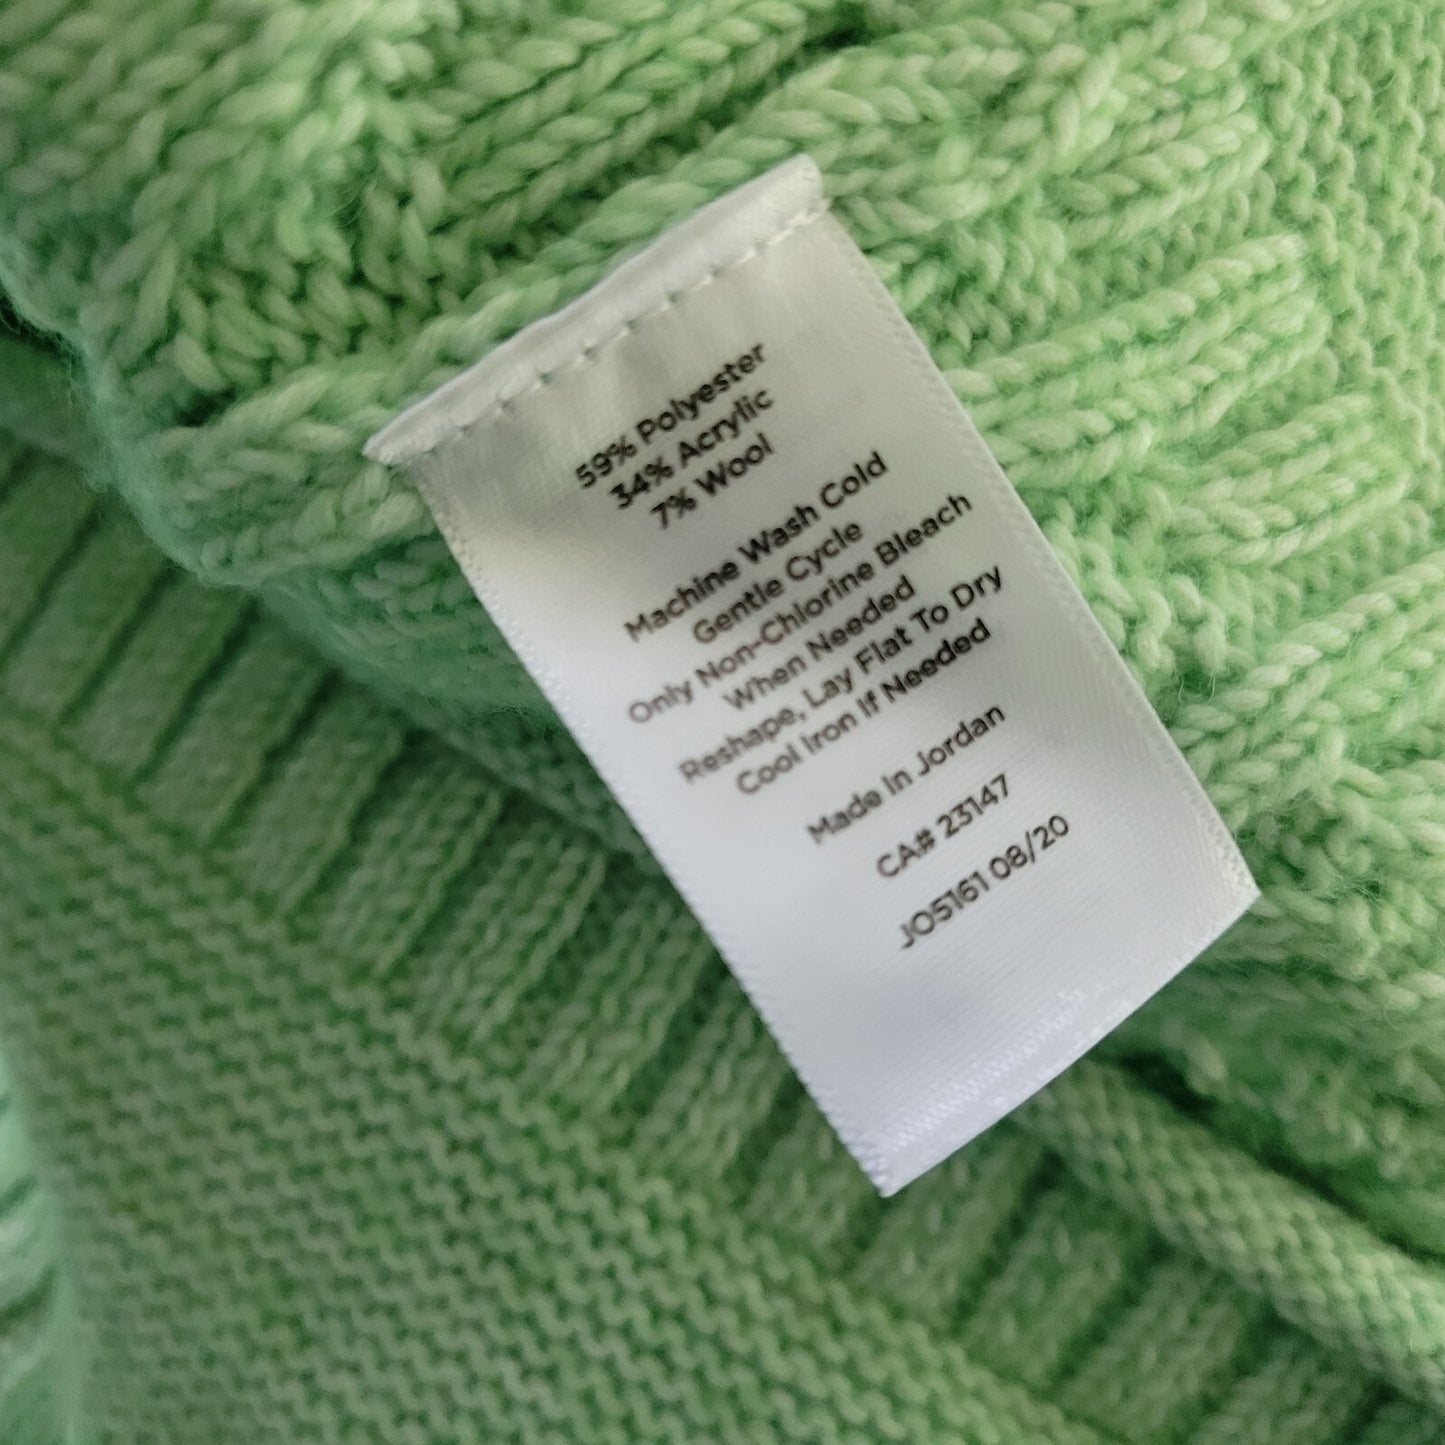 59% Polyester
34% Acrylic
7% Wool
Machine Wash Cold
Gentle Cycle
Only Non-Chlorine Bleach
When Needed
Reshape, Lay Flat To Dry
Cool Iron If Needed
Made In Jordan
CA# 23147
JO5161 08/20